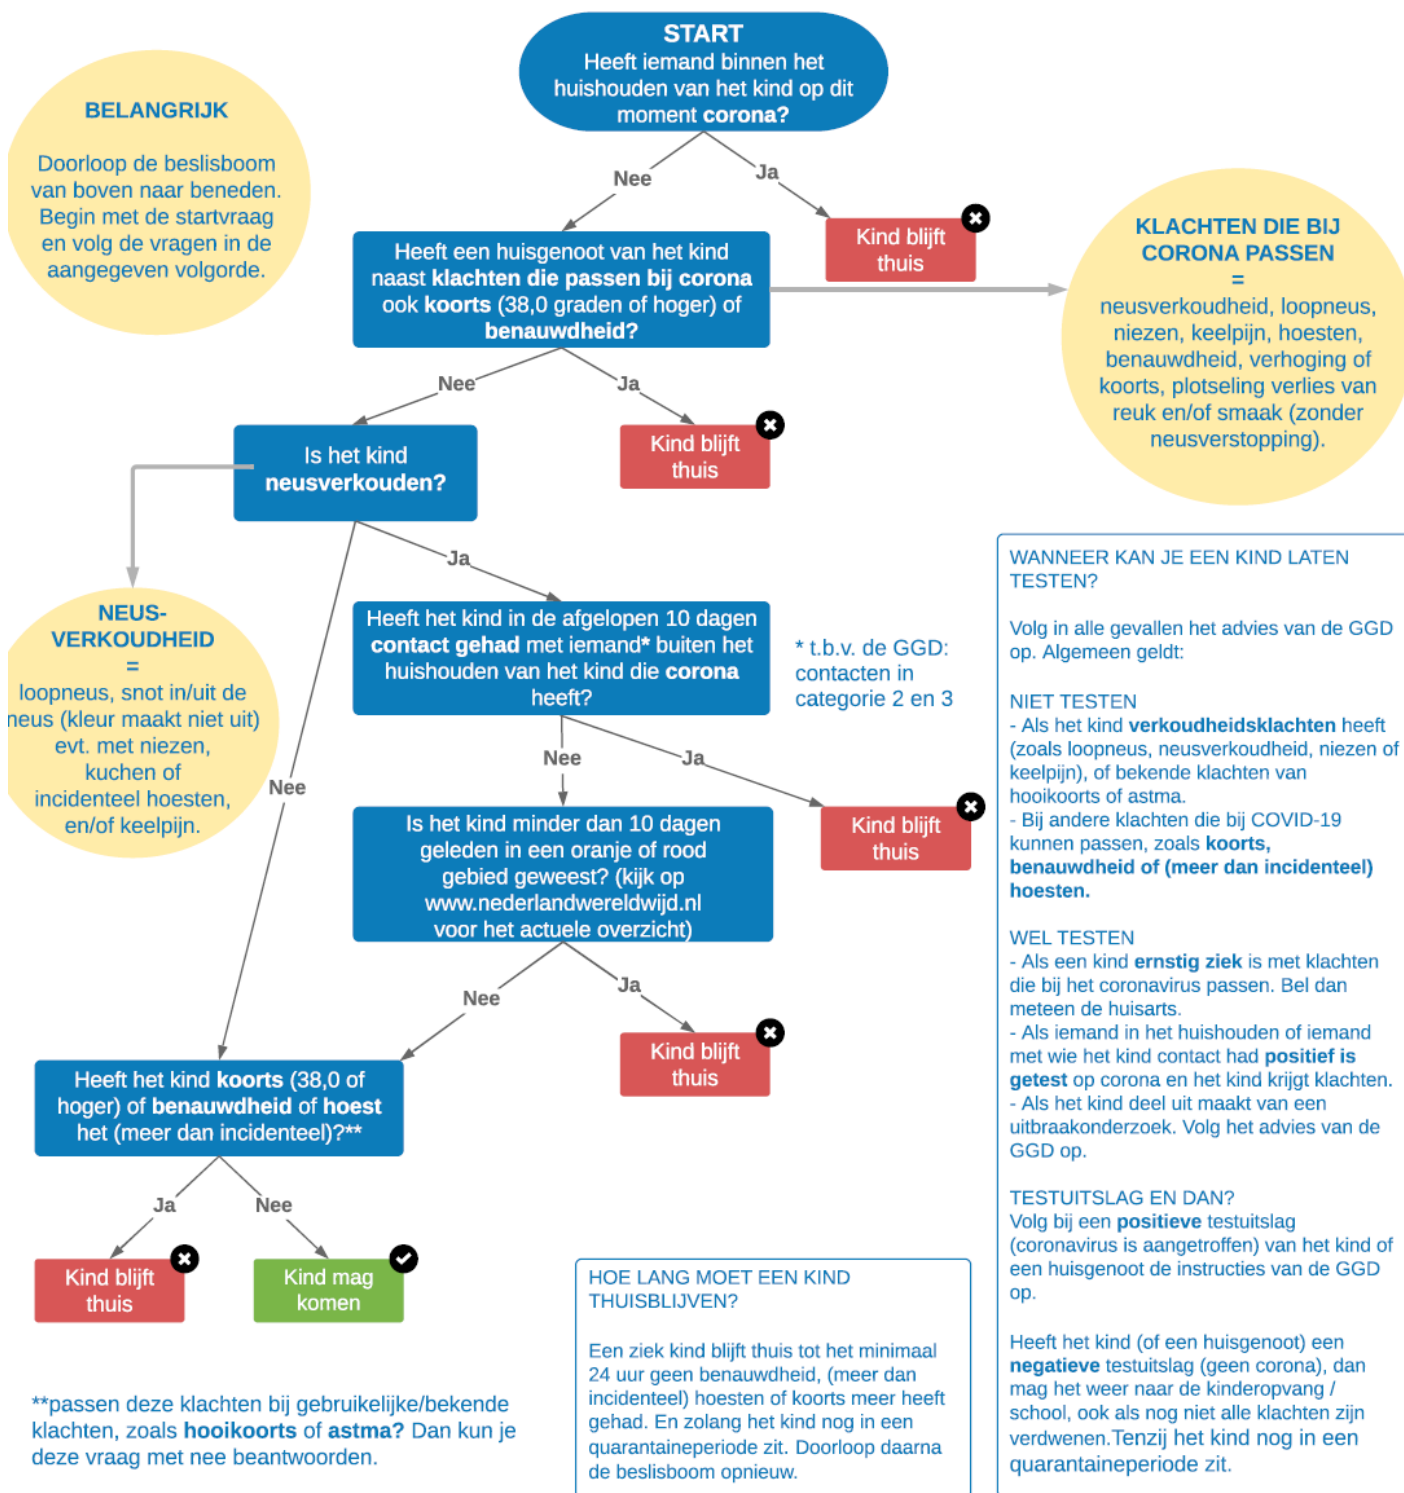 START
Heeft iemand binnen het
huishouden van het kind op dit
moment corona?
BELANGRIJK
Doorloop de beslisboom
van boven naar beneden.
Begin met de startvraag
en volg de vragen in de
aangegeven volgorde.
Nee
Ja
Kind blijft
thuis
Heeft een huisgenoot van het kind
naast klachten die passen bij corona
ook koorts (38,0 graden of hoger) of
benauwdheid?
KLACHTEN DIE BIJ
CORONA PASSEN
=
neusverkoudheid, loopneus,
niezen, keelpijn, hoesten,
benauwdheid, verhoging of
koorts, plotseling verlies van
reuk en/of smaak (zonder
neusverstopping).
Nee
Ja
Kind blijft
thuis
Is het kind
neusverkouden?
NEUS-
VERKOUDHEID
=
loopneus, snot in/uit de
neus (kleur maakt niet uit)
evt. met niezen,
kuchen of
incidenteel hoesten,
en/of keelpijn.
Ja
Nee
Heeft het kind in de afgelopen 10 dagen
contact gehad met iemand* buiten het
huishouden van het kind die corona
heeft?
* t.b.v. de GGD:
contacten in
categorie 2 en 3
Nee
Ja
Kind blijft
thuis
Is het kind minder dan 10 dagen
geleden in een oranje of rood
gebied geweest? (kijk op
www.nederlandwereldwijd.nl
voor het actuele overzicht)
Nee
Ja
Kind blijft
thuis
Heeft het kind koorts (38,0 of
hoger) of benauwdheid of hoest
het (meer dan incidenteel)?**
Ja
Nee
Kind blijft
thuis
Kind mag
komen
**passen deze klachten bij gebruikelijke/bekende
klachten, zoals hooikoorts of astma? Dan kun je
deze vraag met nee beantwoorden.
HOE LANG MOET EEN KIND
THUISBLIJVEN?
Een ziek kind blijft thuis tot het minimaal
24 uur geen benauwdheid, (meer dan
incidenteel) hoesten of koorts meer heeft
gehad. En zolang het kind nog in een
quarantaineperiode zit. Doorloop daarna
de beslisboom opnieuw.
WANNEER KAN JE EEN KIND LATEN
TESTEN?
Volg in alle gevallen het advies van de GGD
op. Algemeen geldt:
NIET TESTEN
- Als het kind verkoudheidsklachten heeft
(zoals loopneus, neusverkoudheid, niezen of
keelpijn), of bekende klachten van
hooikoorts of astma.
- Bij andere klachten die bij COVID-19
kunnen passen, zoals koorts,
benauwdheid of (meer dan incidenteel)
hoesten.
WEL TESTEN
- Als een kind ernstig ziek is met klachten
die bij het coronavirus passen. Bel dan
meteen de huisarts.
- Als iemand in het huishouden of iemand
met wie het kind contact had positief is
getest op corona en het kind krijgt klachten.
- Als het kind deel uit maakt van een
uitbraakonderzoek. Volg het advies van de
GGD op.
TESTUITSLAG EN DAN?
Volg bij een positieve testuitslag
(coronavirus is aangetroffen) van het kind of
een huisgenoot de instructies van de GGD
op.
Heeft het kind (of een huisgenoot) een
negatieve testuitslag (geen corona), dan
mag het weer naar de kinderopvang /
school, ook als nog niet alle klachten zijn
verdwenen.Tenzij het kind nog in een
quarantaineperiode zit.